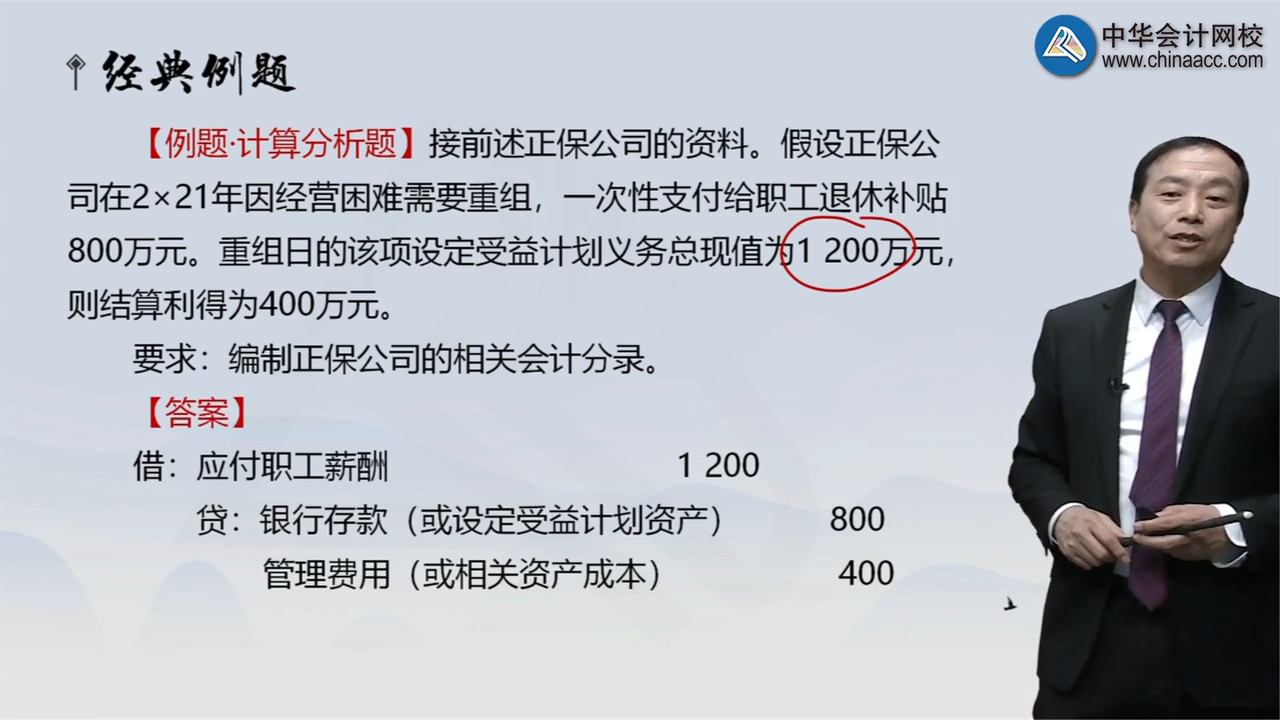 中华会计网校
www.chinaacc.com
经典例题
【例题·计算分析题】接前述正保公司的资料。假设正保公
司在2×21年因经营困难需要重组，一次性支付给职工退休补贴
800万元。重组日的该项设定受益计划义务总现值为1 200万元，
则结算利得为400万元。
要求：编制正保公司的相关会计分录。
【答案】
借：应付职工薪酬 1 200
贷：银行存款（或设定受益计划资产） 800
管理费用（或相关资产成本） 400